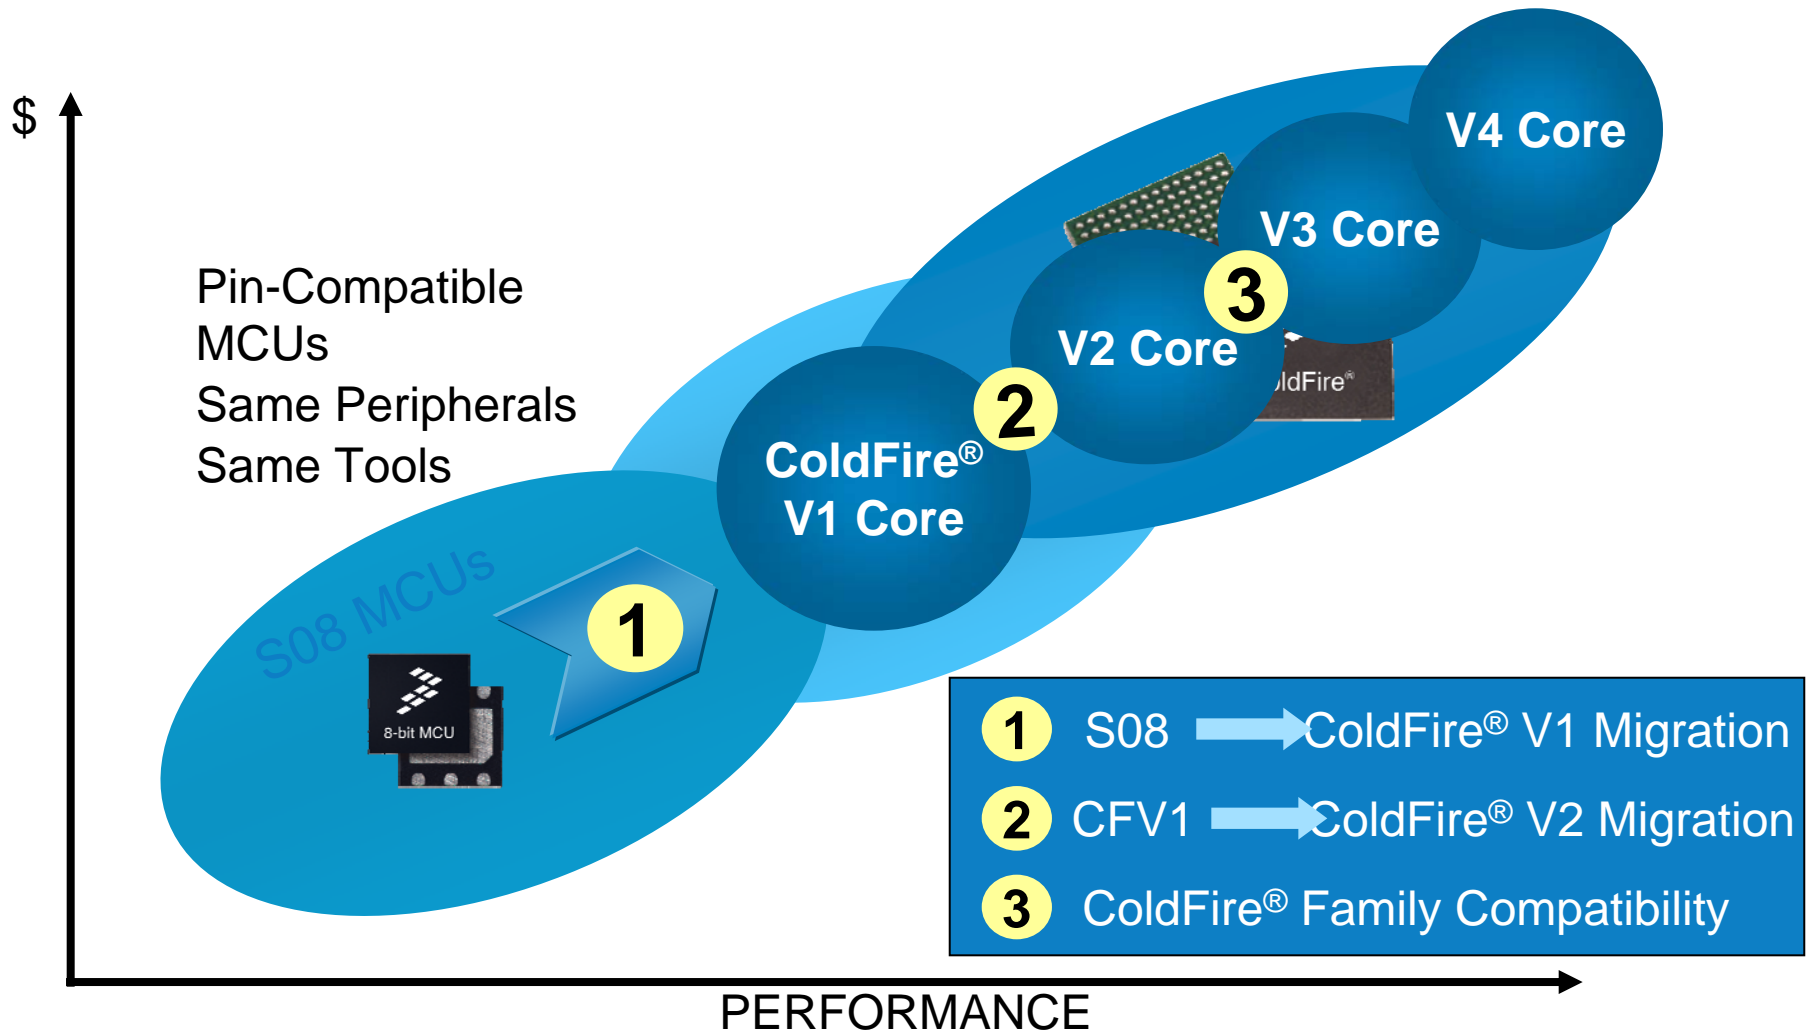 $
Pin-Compatible
MCUs
Same Peripherals
Same Tools
V4 Core
V3 Core
3
V2 Core
ldFire®
2
ColdFire®
V1 Core
S08 MCUs
1
8-bit MCU
1 S08 ColdFire® V1 Migration
2 CFV1 ColdFire® V2 Migration
3 ColdFire® Family Compatibility
PERFORMANCE